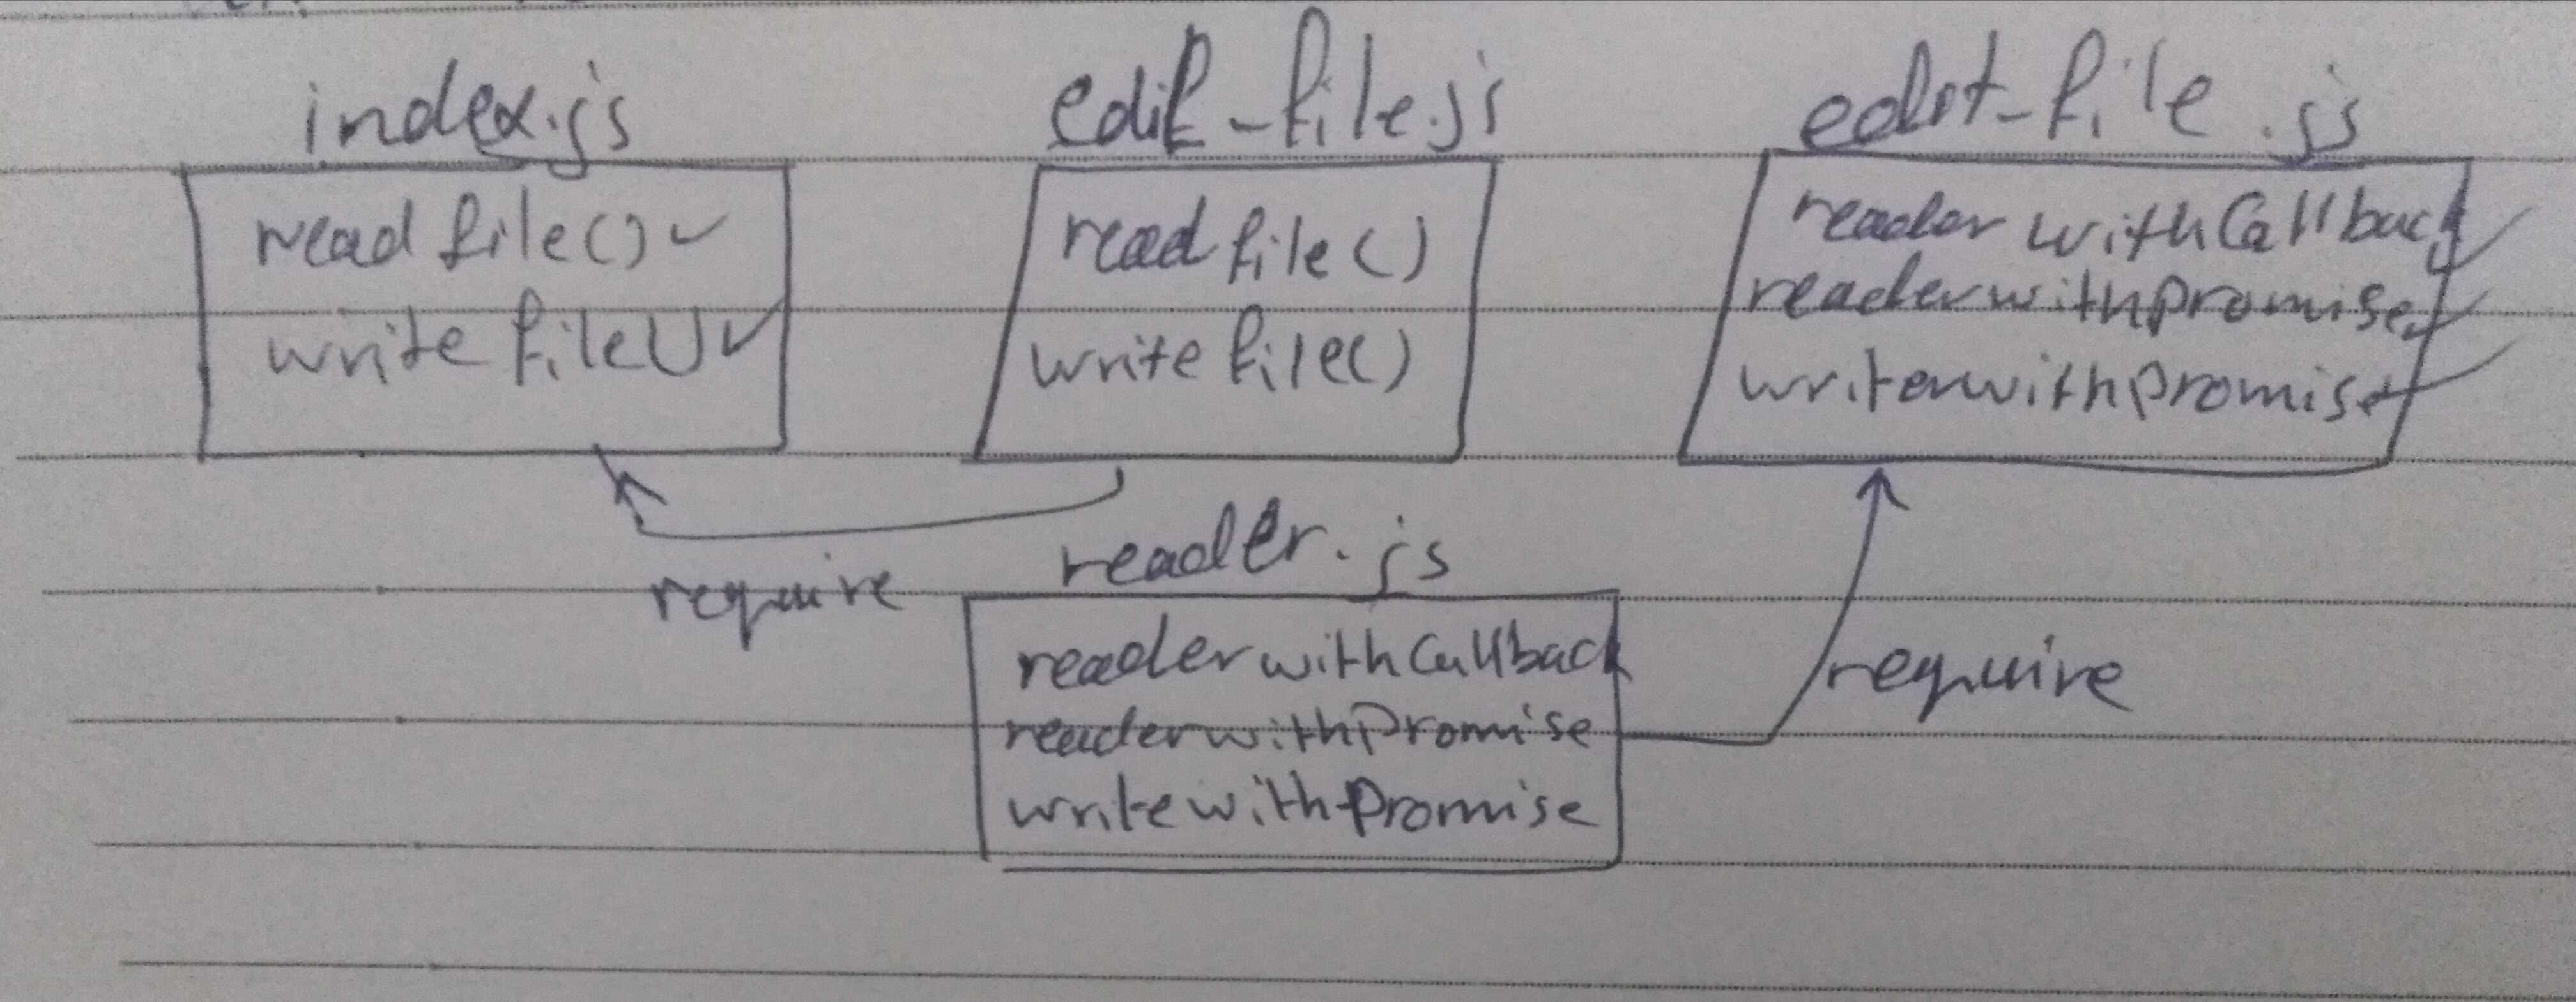 index.js
read file() ✓
write file() ✓
edit-file.js
read file()
write file()
edit-file.js
reader withCallback ✓
readerwithpromise ✓
writerwithpromise ✓
require
reader.js
readerwithCallback
readerwithPromise
writewithpromise
require